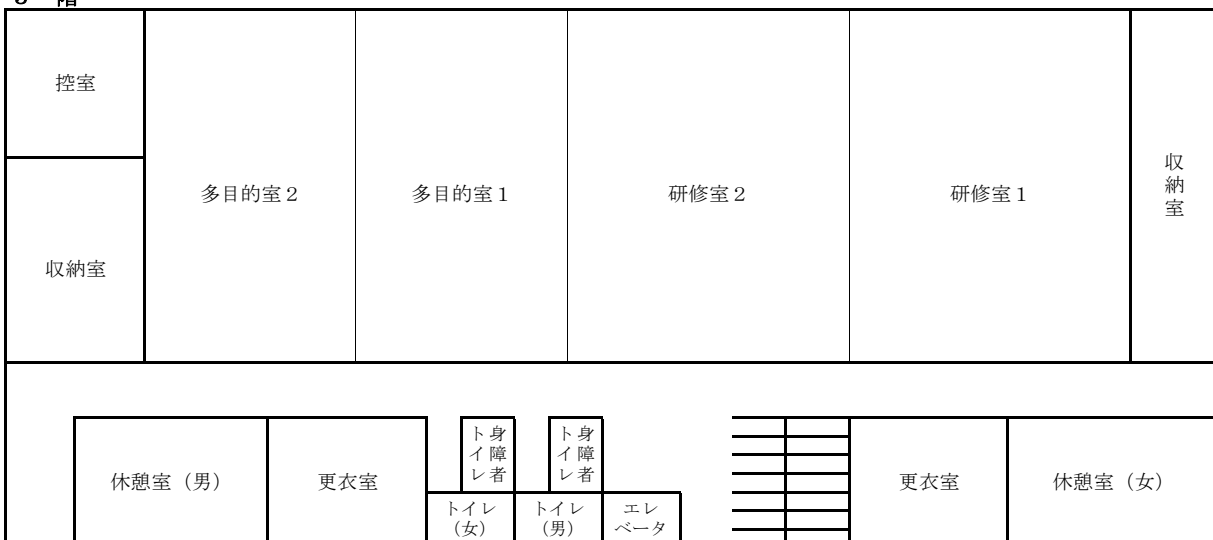 控室
収納室
多目的室２
多目的室１
研修室２
研修室１
収納室
休憩室（男）
更衣室
身障者
トイレ
身障者
トイレ
トイレ
（女）
トイレ
（男）
エレ
ベータ
更衣室
休憩室（女）